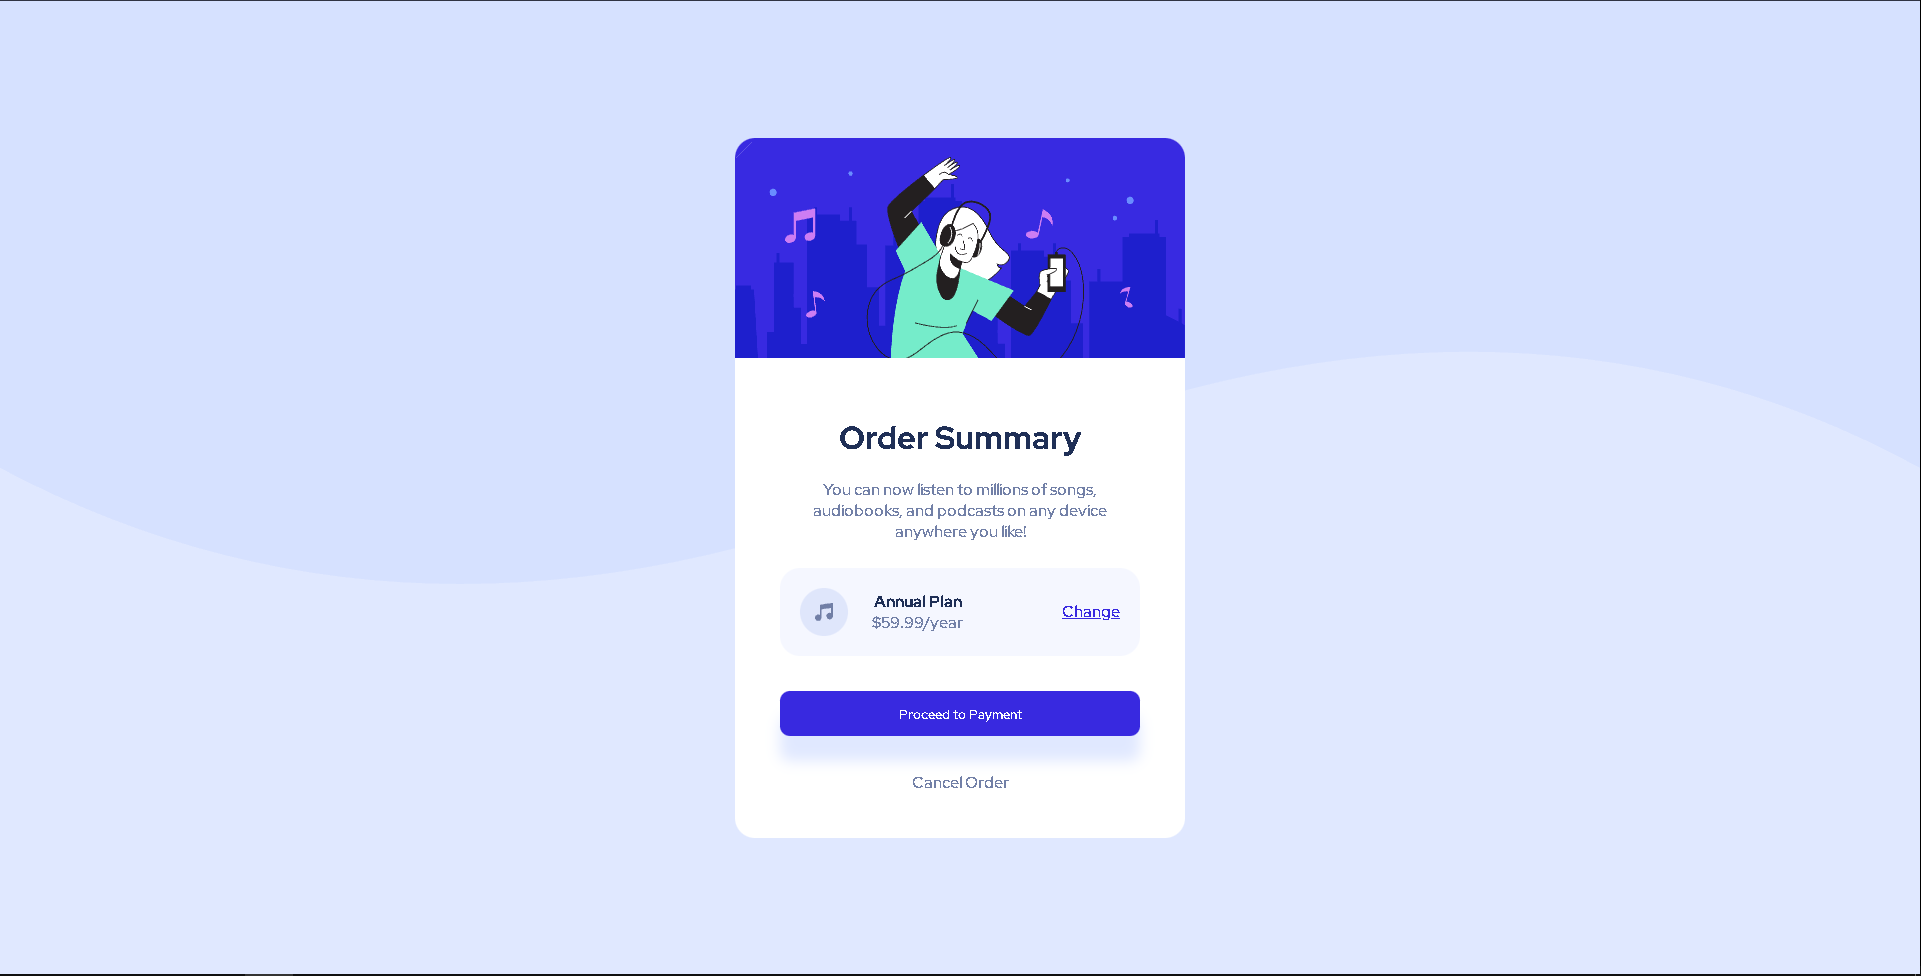 Order Summary
You can now listen to millions of songs,
audiobooks, and podcasts on any device
anywhere you like!
Annual Plan
$59.99/year
Change
Proceed to Payment
Cancel Order